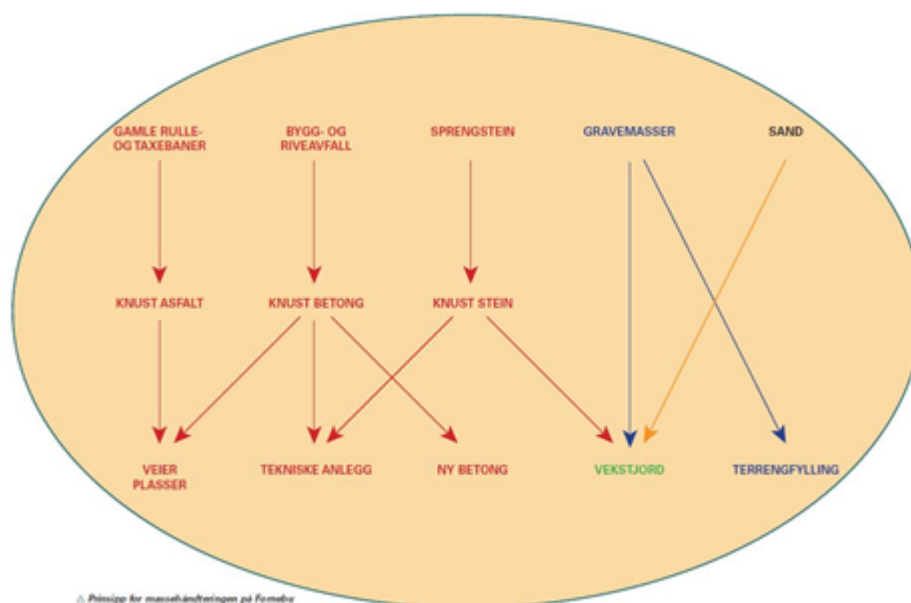 GAMLE RULLE-
OG TAXEBANER
BYGG- OG
RIVEAVFALL
SPRENGSTEIN
GRAVEMASSER
SAND
KNUST ASFALT
KNUST BETONG
KNUST STEIN
VEIER
PLASSER
TEKNISKE ANLEGG
NY BETONG
VEKSTJORD
TERRENGFYLLING
△ Prinsipp for massehåndteringen på Fornebu